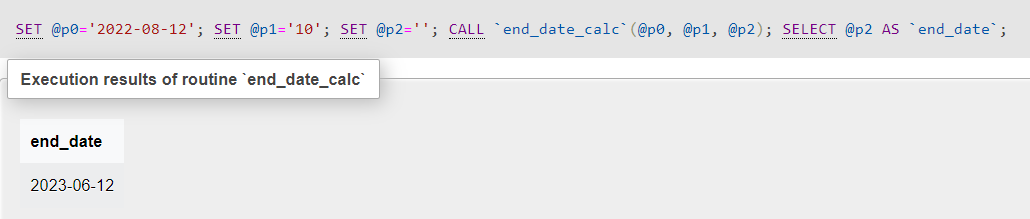 SET @p0='2022-08-12'; SET @p1='10'; SET @p2=''; CALL `end_date_calc`(@p0, @p1, @p2); SELECT @p2 AS `end_date`;
Execution results of routine `end_date_calc`
end_date
2023-06-12